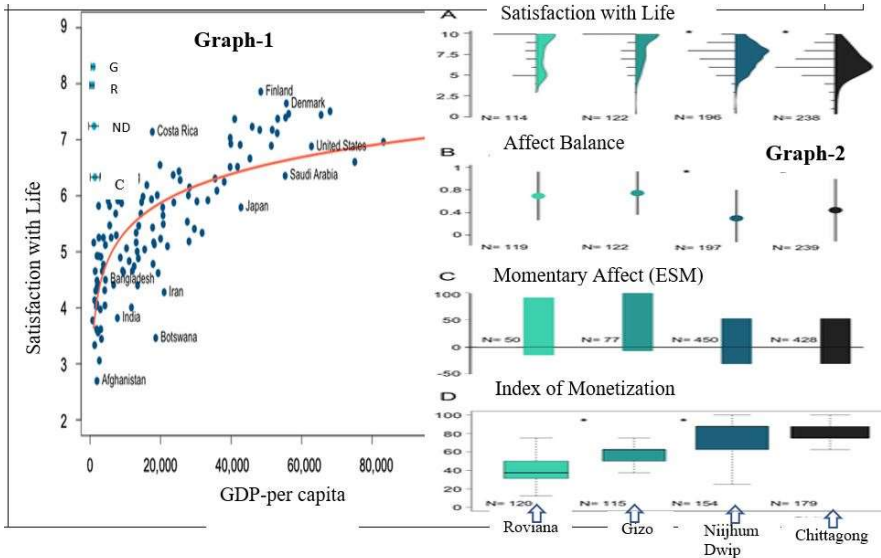 Graph-1
Satisfaction with Life
9
8
7
6
5
4
3
2
G
R
ND
C
Finland
Denmark
Costa Rica
United States
Saudi Arabia
Japan
Bangladesh
Iran
India
Botswana
Afghanistan
0
20,000
40,000
60,000
80,000
GDP-per capita
A
Satisfaction with Life
10
7.5
5
2.5
0
N= 114
N= 122
N= 196
N= 238
B
Affect Balance
Graph-2
1
0.8
0.4
0
N= 119
N= 122
N= 197
N= 239
C
Momentary Affect (ESM)
100
50
0
-50
N= 50
N= 77
N= 450
N= 428
D
Index of Monetization
100
80
60
40
20
0
N= 120
N= 115
N= 154
N= 179
Roviana
Gizo
Niijhum
Dwip
Chittagong